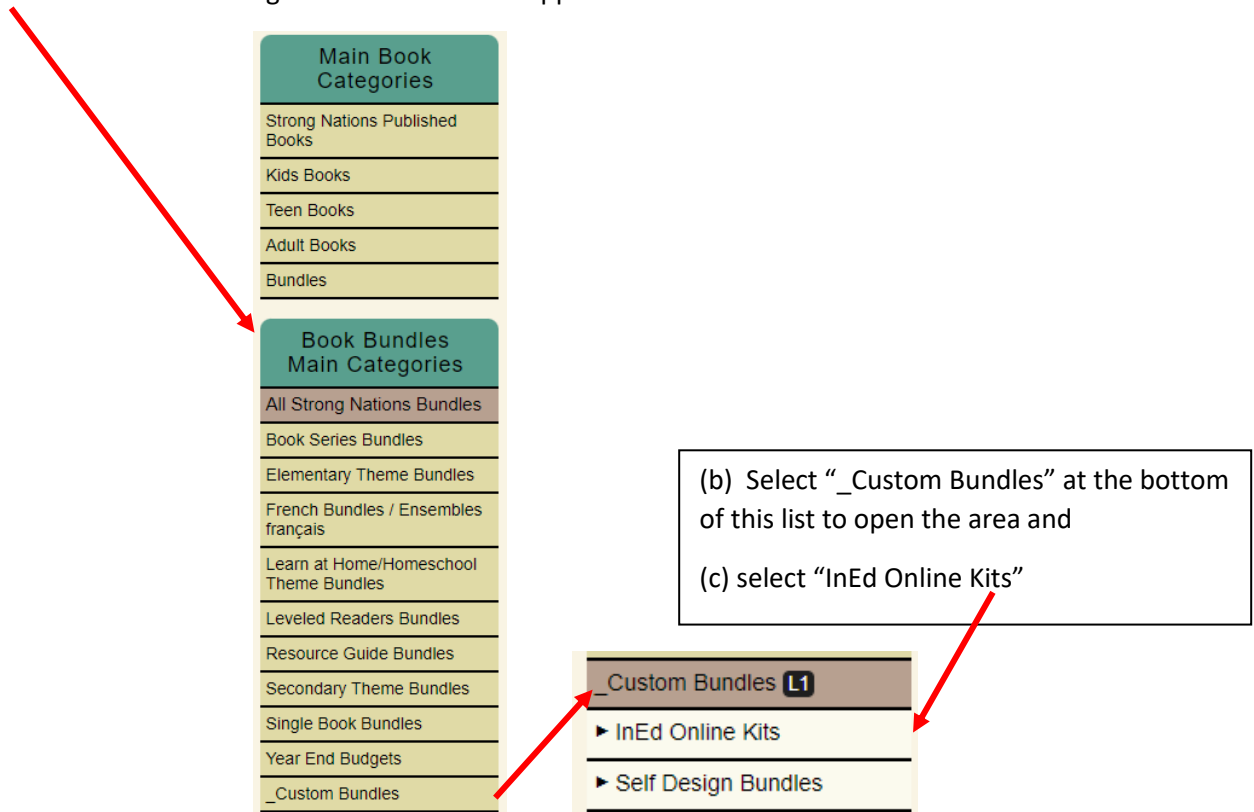 Main Book
Categories
Strong Nations Published
Books
Kids Books
Teen Books
Adult Books
Bundles
Book Bundles
Main Categories
All Strong Nations Bundles
Book Series Bundles
Elementary Theme Bundles
French Bundles / Ensembles
français
Learn at Home/Homeschool
Theme Bundles
Leveled Readers Bundles
Resource Guide Bundles
Secondary Theme Bundles
Single Book Bundles
Year End Budgets
_Custom Bundles
(b) Select “_Custom Bundles” at the bottom
of this list to open the area and
(c) select “InEd Online Kits”
_Custom Bundles L1
► InEd Online Kits
► Self Design Bundles